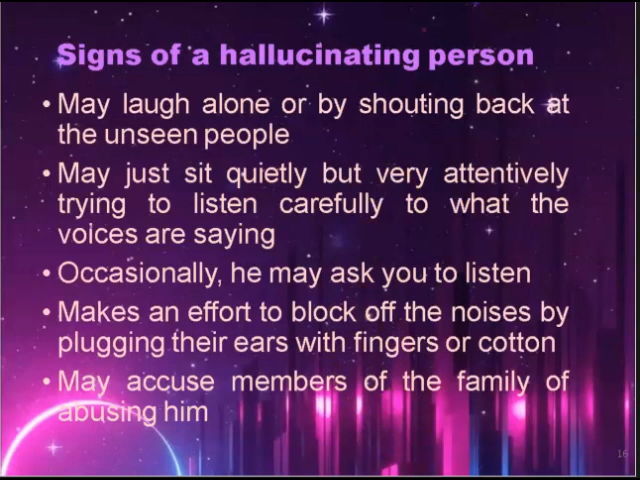 Signs of a hallucinating person
• May laugh alone or by shouting back at
the unseen people
• May just sit quietly but very attentively
trying to listen carefully to what the
voices are saying
• Occasionally, he may ask you to listen
• Makes an effort to block off the noises by
plugging their ears with fingers or cotton
• May accuse members of the family of
abusing him
16